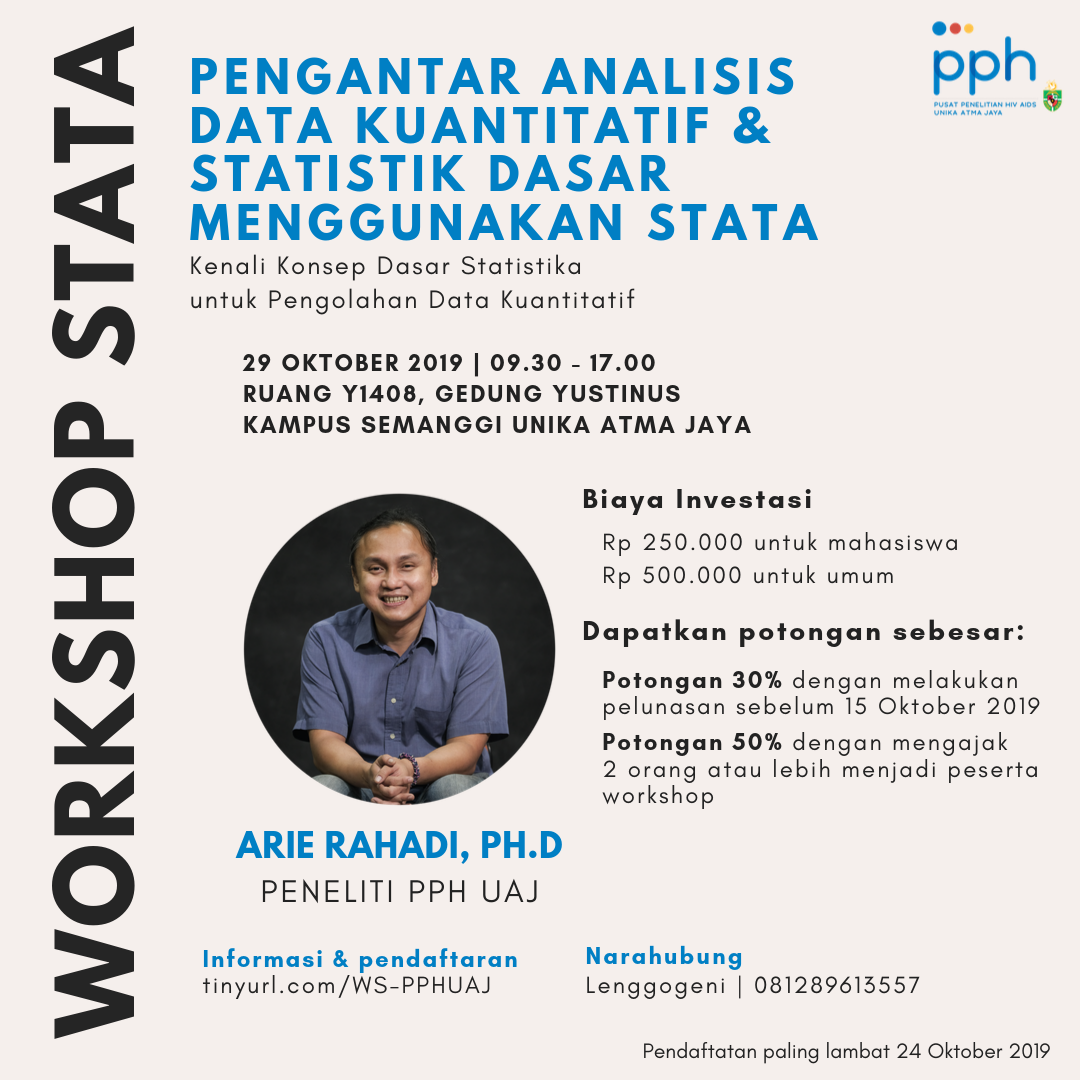 WORKSHOP STATA
pph
PUSAT PENELITIAN HIV AIDS
UNIKA ATMA JAYA
PENGANTAR ANALISIS
DATA KUANTITATIF &
STATISTIK DASAR
MENGGUNAKAN STATA
Kenali Konsep Dasar Statistika
untuk Pengolahan Data Kuantitatif
29 OKTOBER 2019 | 09.30 - 17.00
RUANG Y1408, GEDUNG YUSTINUS
KAMPUS SEMANGGI UNIKA ATMA JAYA
Biaya Investasi
Rp 250.000 untuk mahasiswa
Rp 500.000 untuk umum
Dapatkan potongan sebesar:
Potongan 30% dengan melakukan
pelunasan sebelum 15 Oktober 2019
Potongan 50% dengan mengajak
2 orang atau lebih menjadi peserta
workshop
ARIE RAHADI, PH.D
PENELITI PPH UAJ
Informasi & pendaftaran
tinyurl.com/WS-PPHUAJ
Narahubung
Lenggogeni | 081289613557
Pendaftatan paling lambat 24 Oktober 2019